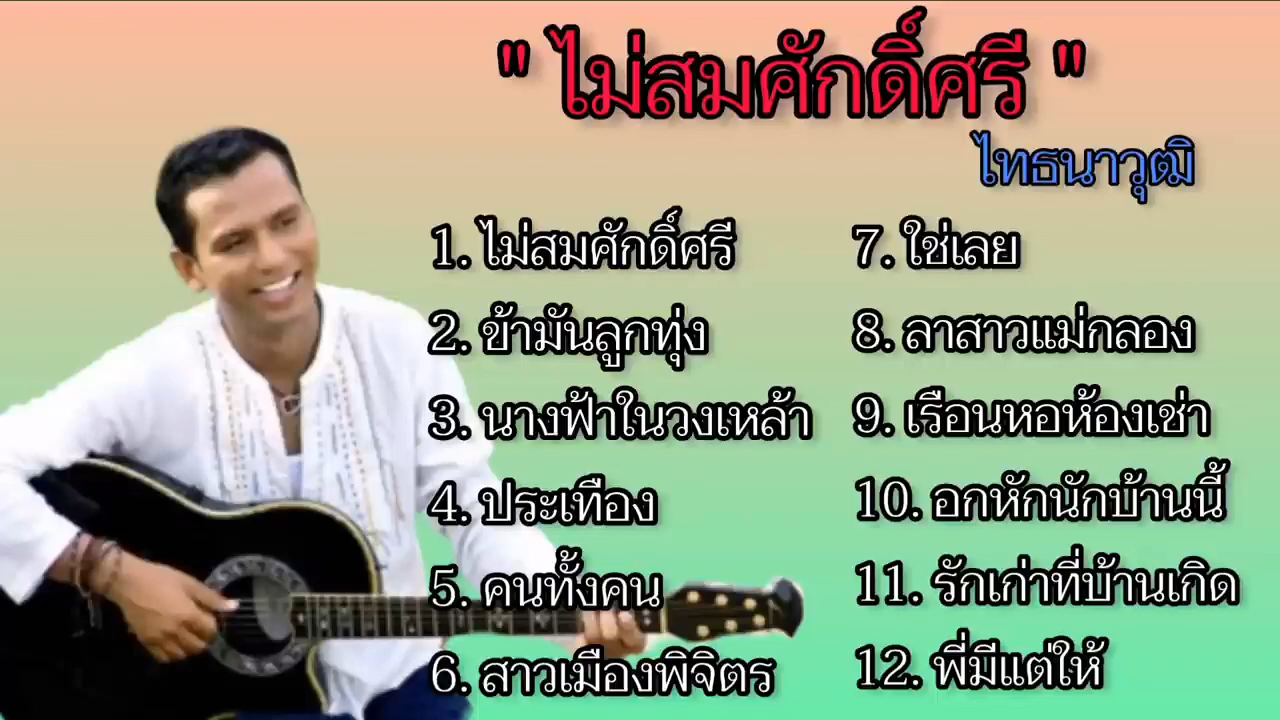 " ไม่สมศักดิ์ศรี "
ไทธนาวุฒิ
1. ไม่สมศักดิ์ศรี
2. ข้ามันลูกทุ่ง
3. นางฟ้าในวงเหล้า
4. ประเทือง
5. คนทั้งคน
6. สาวเมืองพิจิตร
7. ใช่เลย
8. ลาสาวแม่กลอง
9. เรือนหอห้องเช่า
10. อกหักนักบ้านนี้
11. รักเก่าที่บ้านเกิด
12. พี่มีแต่ให้